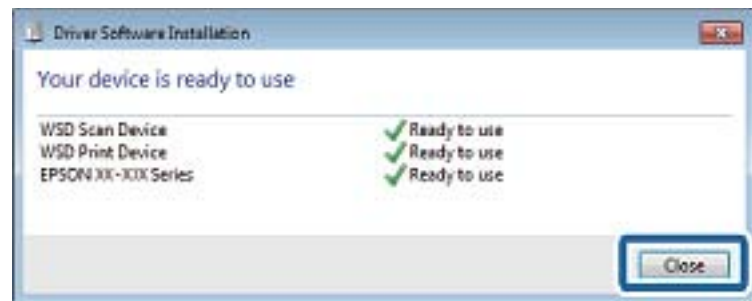 Driver Software Installation
Your device is ready to use
WSD Scan Device Ready to use
WSD Print Device Ready to use
EPSON XX-XXX Series Ready to use
Close